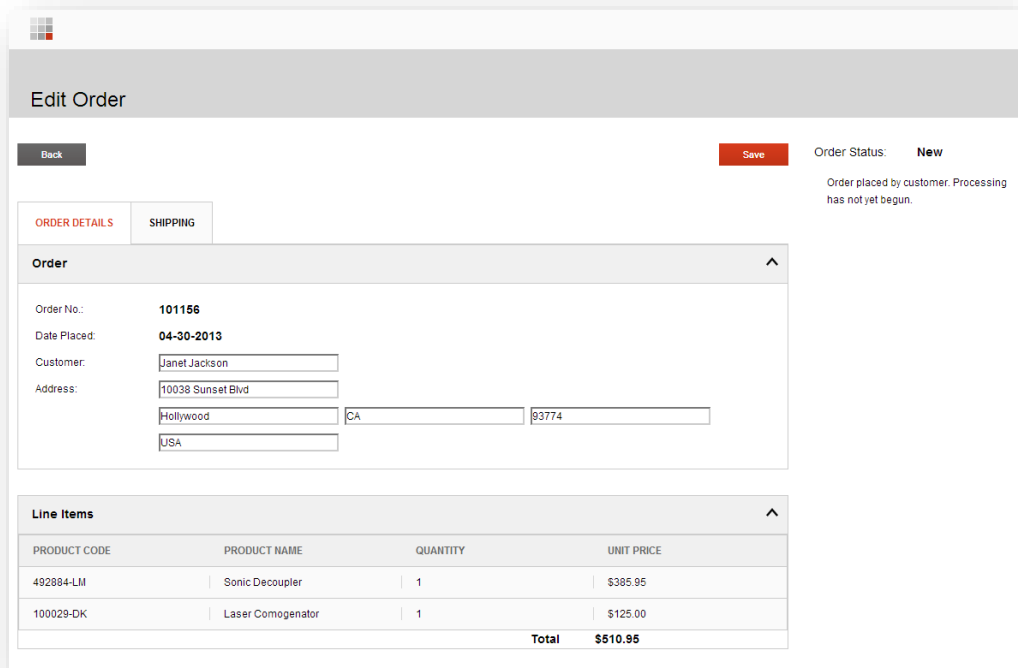 Edit Order
Back
Save
Order Status: New
Order placed by customer. Processing
has not yet begun.
ORDER DETAILS SHIPPING
Order
Order No.: 101156
Date Placed: 04-30-2013
Customer: Janet Jackson
Address: 10038 Sunset Blvd
Hollywood CA 93774
USA
Line Items
PRODUCT CODE PRODUCT NAME QUANTITY UNIT PRICE
492884-LM Sonic Decoupler 1 $385.95
100029-DK Laser Comogenator 1 $125.00
Total $510.95